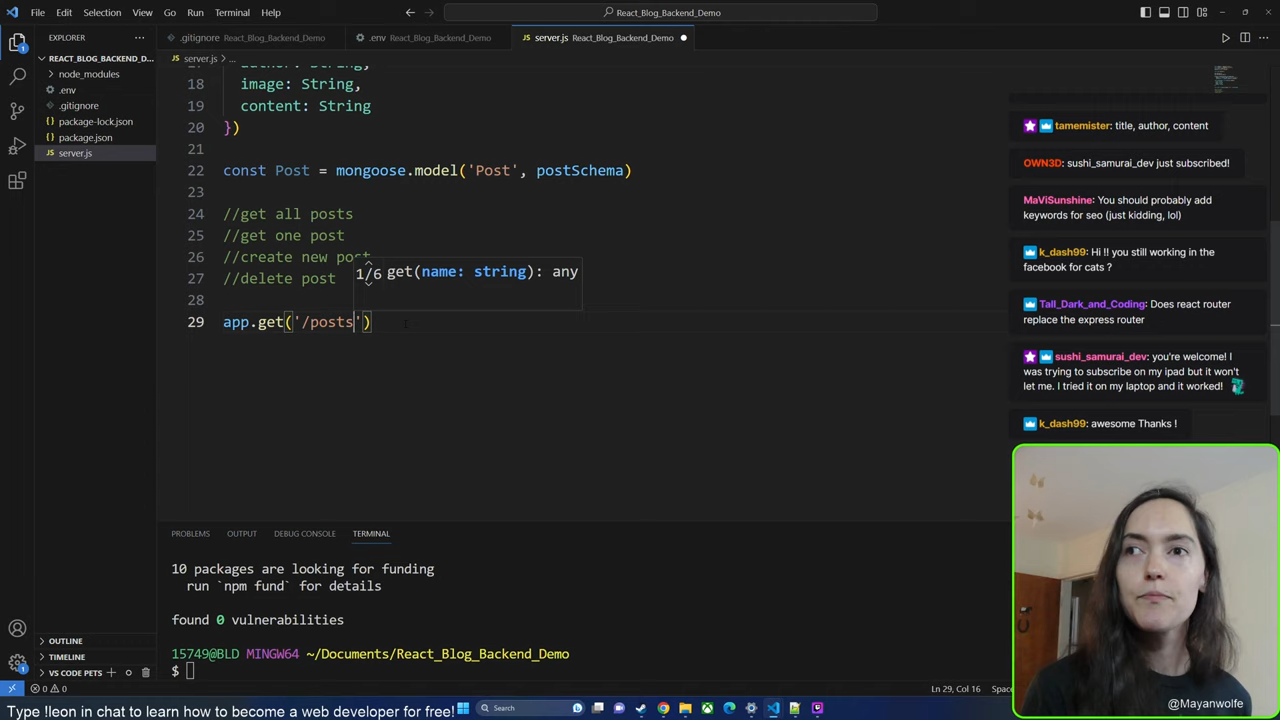 File Edit Selection View Go Run Terminal Help
React_Blog_Backend_Demo
EXPLORER
.gitignore React_Blog_Backend_Demo
.env React_Blog_Backend_Demo
server.js React_Blog_Backend_Demo
REACT_BLOG_BACKEND_D...
node_modules
.env
.gitignore
package-lock.json
package.json
server.js
OUTLINE
TIMELINE
VS CODE PETS
server.js > ...
18 image: String,
19 content: String
20 })
21
22 const Post = mongoose.model('Post', postSchema)
23
24 //get all posts
25 //get one post
26 //create new post
27 //delete post
28
29 app.get('/posts')
1/6 get(name: string): any
PROBLEMS OUTPUT DEBUG CONSOLE TERMINAL
10 packages are looking for funding
run `npm fund` for details
found 0 vulnerabilities
15749@BLD MINGW64 ~/Documents/React_Blog_Backend_Demo
$
0 0
Ln 29, Col 16
tamemister: title, author, content
OWN3D: sushi_samurai_dev just subscribed!
MaViSunshine: You should probably add
keywords for seo (just kidding, lol)
k_dash99: Hi !! you still working in the
facebook for cats ?
Tall_Dark_and_Coding: Does react router
replace the express router
sushi_samurai_dev: you're welcome! I
was trying to subscribe on my ipad but it won't
let me. I tried it on my laptop and it worked!
k_dash99: awesome Thanks !
@Mayanwolfe
Type !leon in chat to learn how to become a web developer for free!
Search